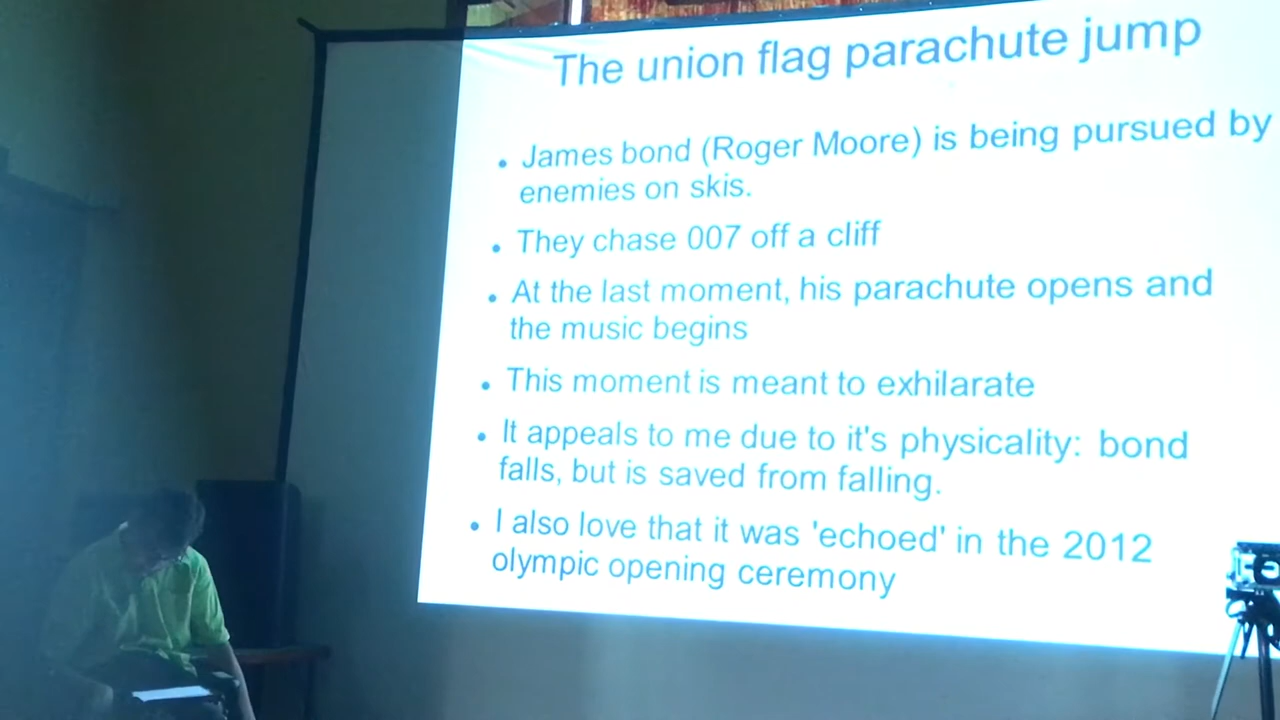 The union flag parachute jump
• James bond (Roger Moore) is being pursued by
enemies on skis.
• They chase 007 off a cliff
• At the last moment, his parachute opens and
the music begins
• This moment is meant to exhilarate
• It appeals to me due to it's physicality: bond
falls, but is saved from falling.
• I also love that it was 'echoed' in the 2012
olympic opening ceremony